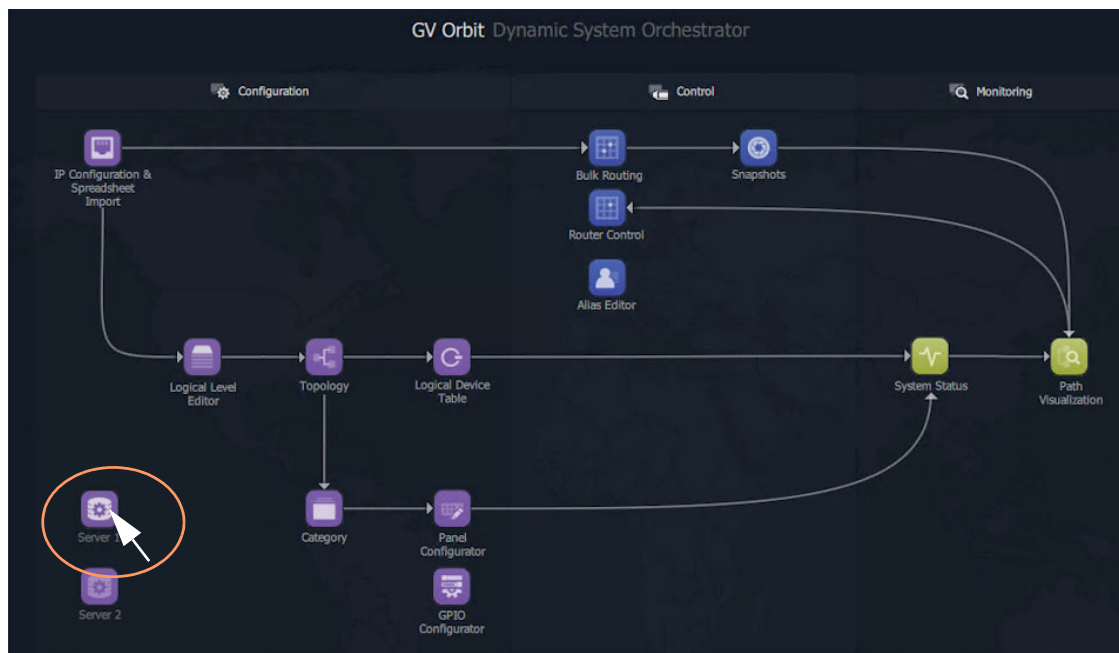 GV Orbit Dynamic System Orchestrator
Configuration
Control
Monitoring
IP Configuration &
Spreadsheet
Import
Bulk Routing
Snapshots
Router Control
Alias Editor
Logical Level
Editor
Topology
Logical Device
Table
System Status
Path
Visualization
Server 1
Category
Panel
Configurator
Server 2
GPIO
Configurator